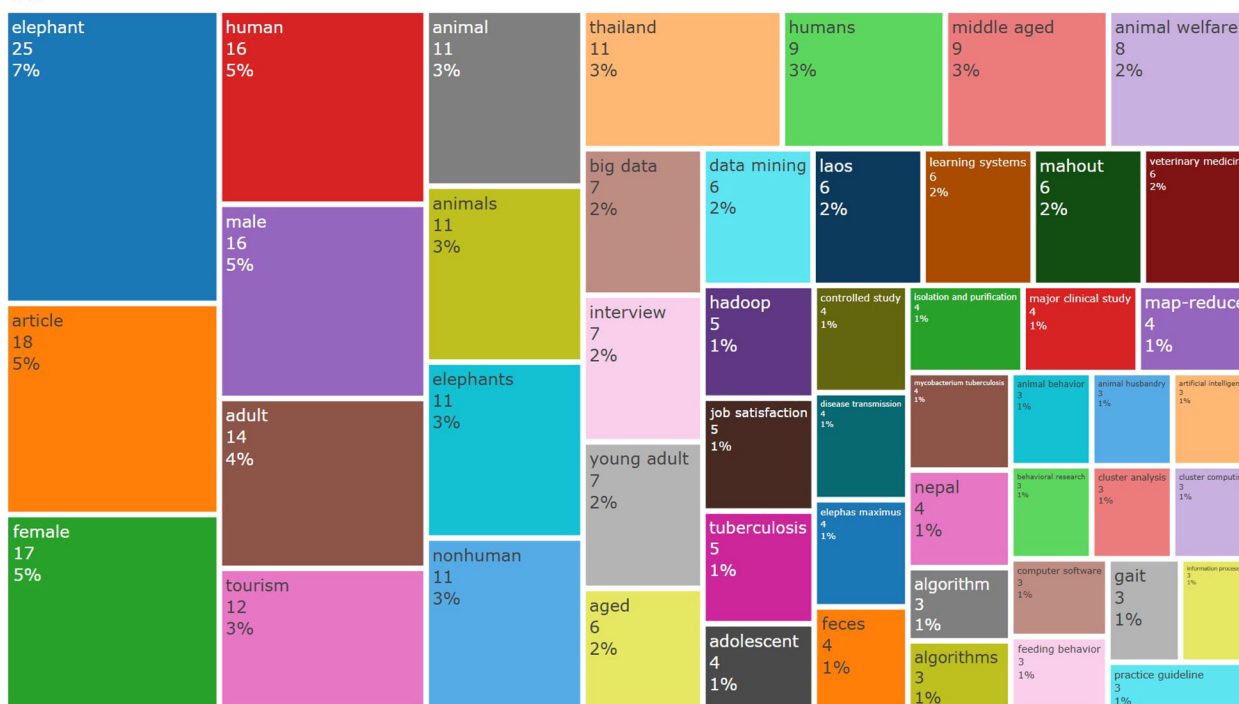 elephant
25
7%
article
18
5%
female
17
5%
human
16
5%
male
16
5%
adult
14
4%
tourism
12
3%
animal
11
3%
animals
11
3%
elephants
11
3%
nonhuman
11
3%
thailand
11
3%
humans
9
3%
middle aged
9
3%
animal welfare
8
2%
big data
7
2%
interview
7
2%
young adult
7
2%
aged
6
2%
data mining
6
2%
laos
6
2%
learning systems
6
2%
mahout
6
2%
veterinary medicin
6
2%
hadoop
5
1%
job satisfaction
5
1%
tuberculosis
5
1%
adolescent
4
1%
controlled study
4
1%
disease transmission
4
1%
elephas maximus
4
1%
feces
4
1%
isolation and purification
4
1%
major clinical study
4
1%
map-reduce
4
1%
mycobacterium tuberculosis
4
1%
nepal
4
1%
algorithm
3
1%
algorithms
3
1%
animal behavior
3
1%
animal husbandry
3
1%
artificial intelligen
3
1%
behavioral research
3
1%
cluster analysis
3
1%
cluster computin
3
1%
computer software
3
1%
feeding behavior
3
1%
gait
3
1%
information process
3
1%
practice guideline
3
1%